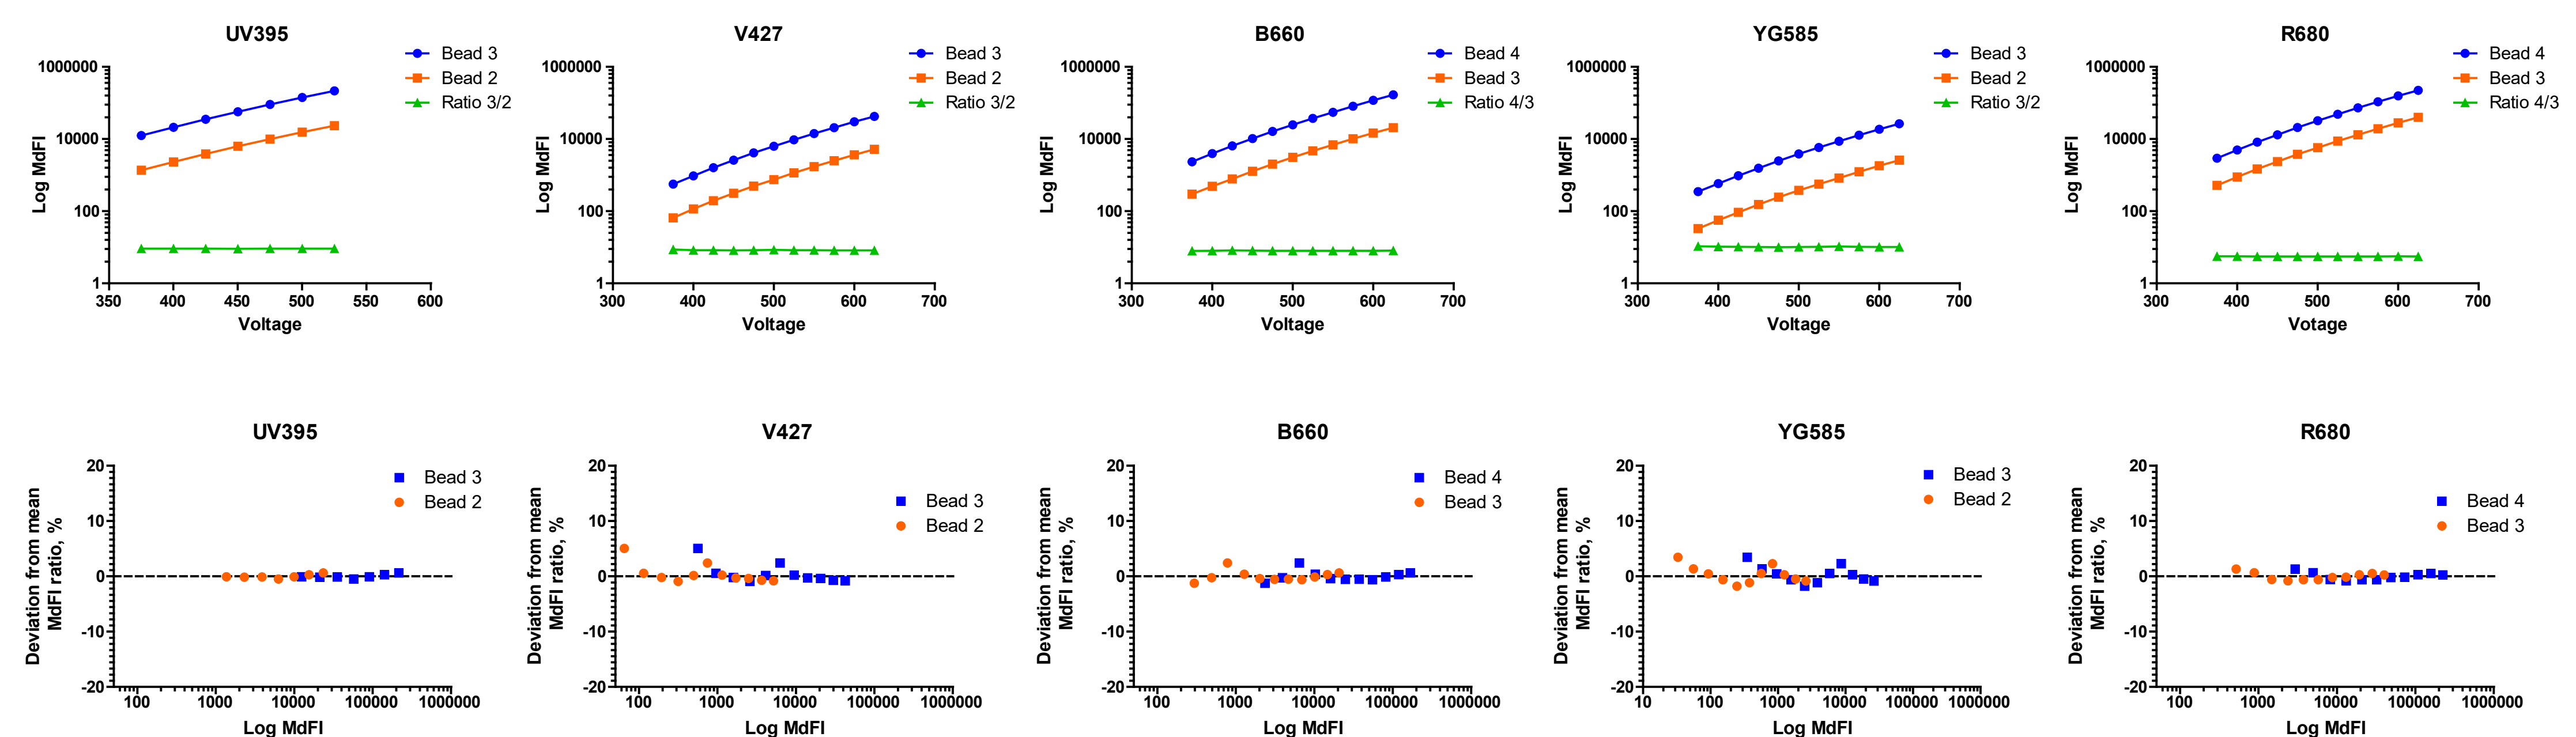 UV395
Bead 3
Bead 2
Ratio 3/2
1000000
10000
100
1
Log MdFI
350 400 450 500 550 600
Voltage
V427
Bead 3
Bead 2
Ratio 3/2
1000000
10000
100
1
Log MdFI
300 400 500 600 700
Voltage
B660
Bead 4
Bead 3
Ratio 4/3
1000000
10000
100
1
Log MdFI
300 400 500 600 700
Voltage
YG585
Bead 3
Bead 2
Ratio 3/2
1000000
10000
100
1
Log MdFI
300 400 500 600 700
Voltage
R680
Bead 4
Bead 3
Ratio 4/3
1000000
10000
100
1
Log MdFI
300 400 500 600 700
Votage
UV395
Bead 3
Bead 2
20
10
0
-10
-20
Deviation from mean
MdFI ratio, %
100 1000 10000 100000 1000000
Log MdFI
V427
Bead 3
Bead 2
20
10
0
-10
-20
Deviation from mean
MdFI ratio, %
100 1000 10000 100000 1000000
Log MdFI
B660
Bead 4
Bead 3
20
10
0
-10
-20
Deviation from mean
MdFI ratio, %
100 1000 10000 100000 1000000
Log MdFI
YG585
Bead 3
Bead 2
20
10
0
-10
-20
Deviation from mean
MdFI ratio, %
10 100 1000 10000 100000 1000000
Log MdFI
R680
Bead 4
Bead 3
20
10
0
-10
-20
Deviation from mean
MdFI ratio, %
100 1000 10000 100000 1000000
Log MdFI